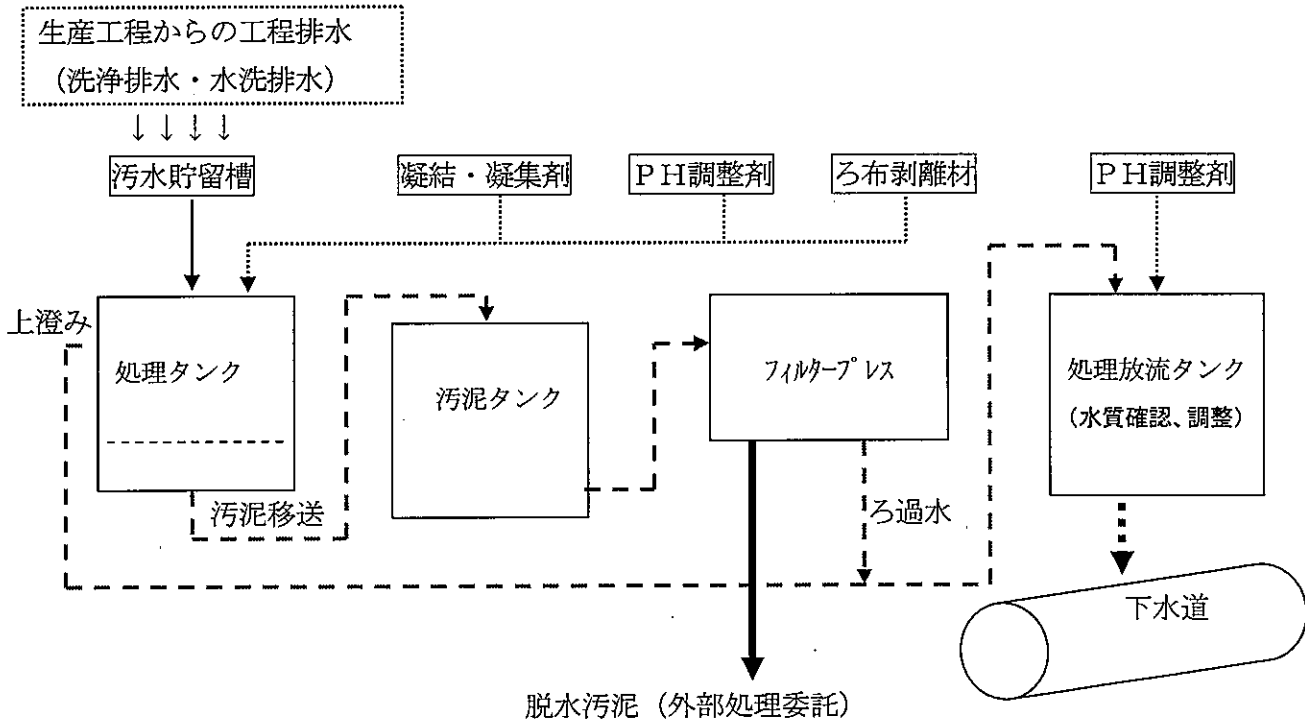 生産工程からの工程排水
（洗浄排水・水洗排水）
↓ ↓ ↓ ↓
汚水貯留槽
凝結・凝集剤
ＰＨ調整剤
ろ布剥離材
ＰＨ調整剤
上澄み
処理タンク
汚泥タンク
ﾌｨﾙﾀｰﾌﾟﾚｽ
処理放流タンク
（水質確認、調整）
汚泥移送
ろ過水
下水道
脱水汚泥（外部処理委託）